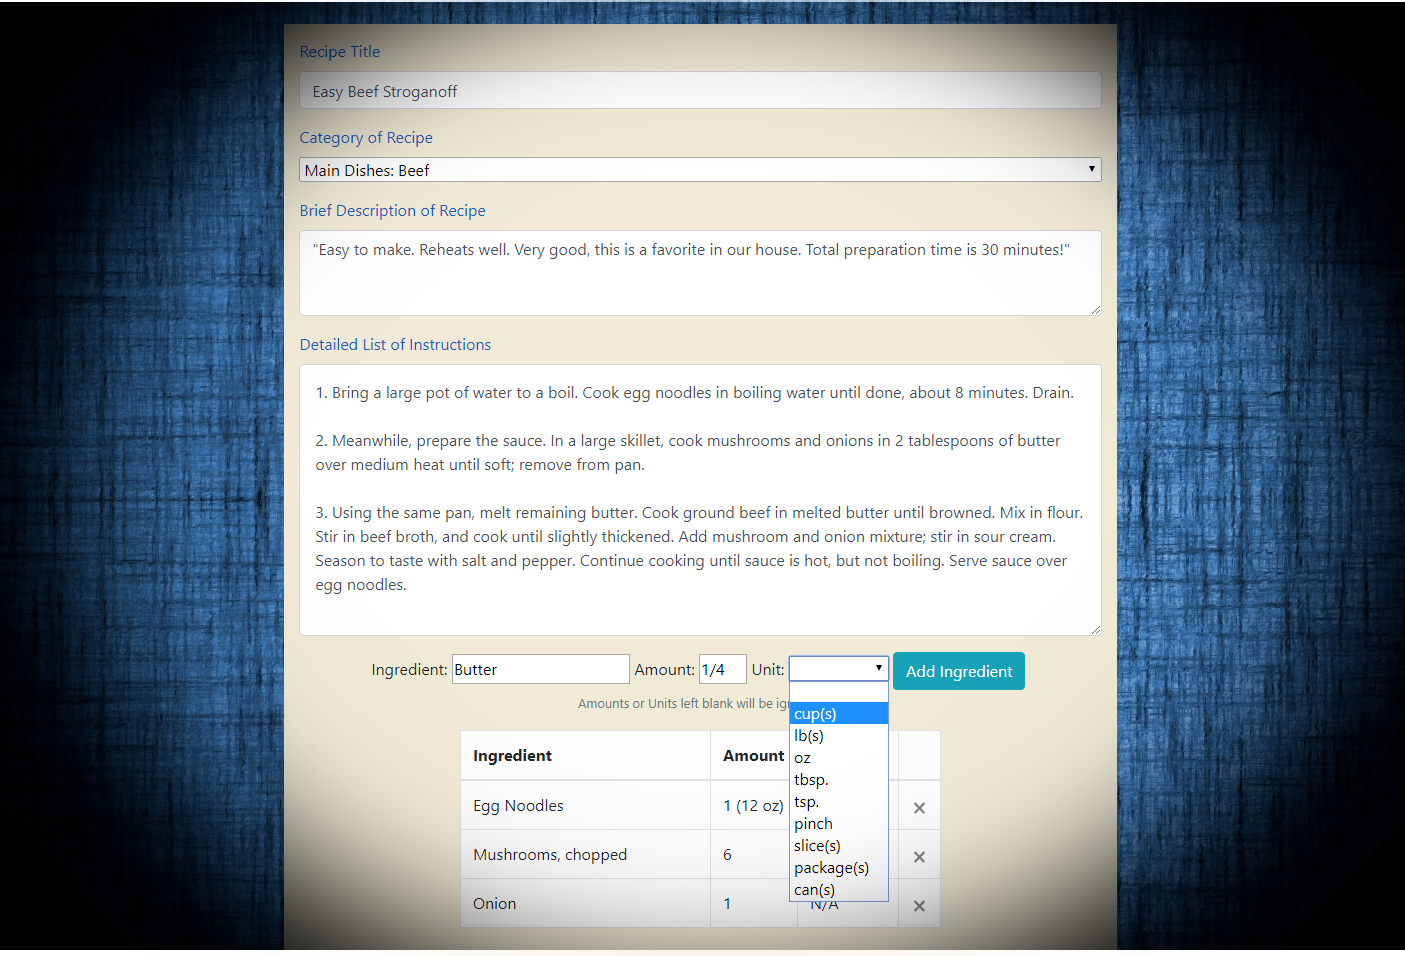 Recipe Title
Easy Beef Stroganoff
Category of Recipe
Main Dishes: Beef
Brief Description of Recipe
"Easy to make. Reheats well. Very good, this is a favorite in our house. Total preparation time is 30 minutes!"
Detailed List of Instructions
1. Bring a large pot of water to a boil. Cook egg noodles in boiling water until done, about 8 minutes. Drain.
2. Meanwhile, prepare the sauce. In a large skillet, cook mushrooms and onions in 2 tablespoons of butter
over medium heat until soft; remove from pan.
3. Using the same pan, melt remaining butter. Cook ground beef in melted butter until browned. Mix in flour.
Stir in beef broth, and cook until slightly thickened. Add mushroom and onion mixture; stir in sour cream.
Season to taste with salt and pepper. Continue cooking until sauce is hot, but not boiling. Serve sauce over
egg noodles.
Ingredient: Butter Amount: 1/4 Unit: Add Ingredient
Amounts or Units left blank will be
cup(s)
lb(s)
oz
tbsp.
tsp.
pinch
slice(s)
package(s)
can(s)
Ingredient Amount
Egg Noodles 1 (12 oz) ×
Mushrooms, chopped 6 ×
Onion 1 N/A ×